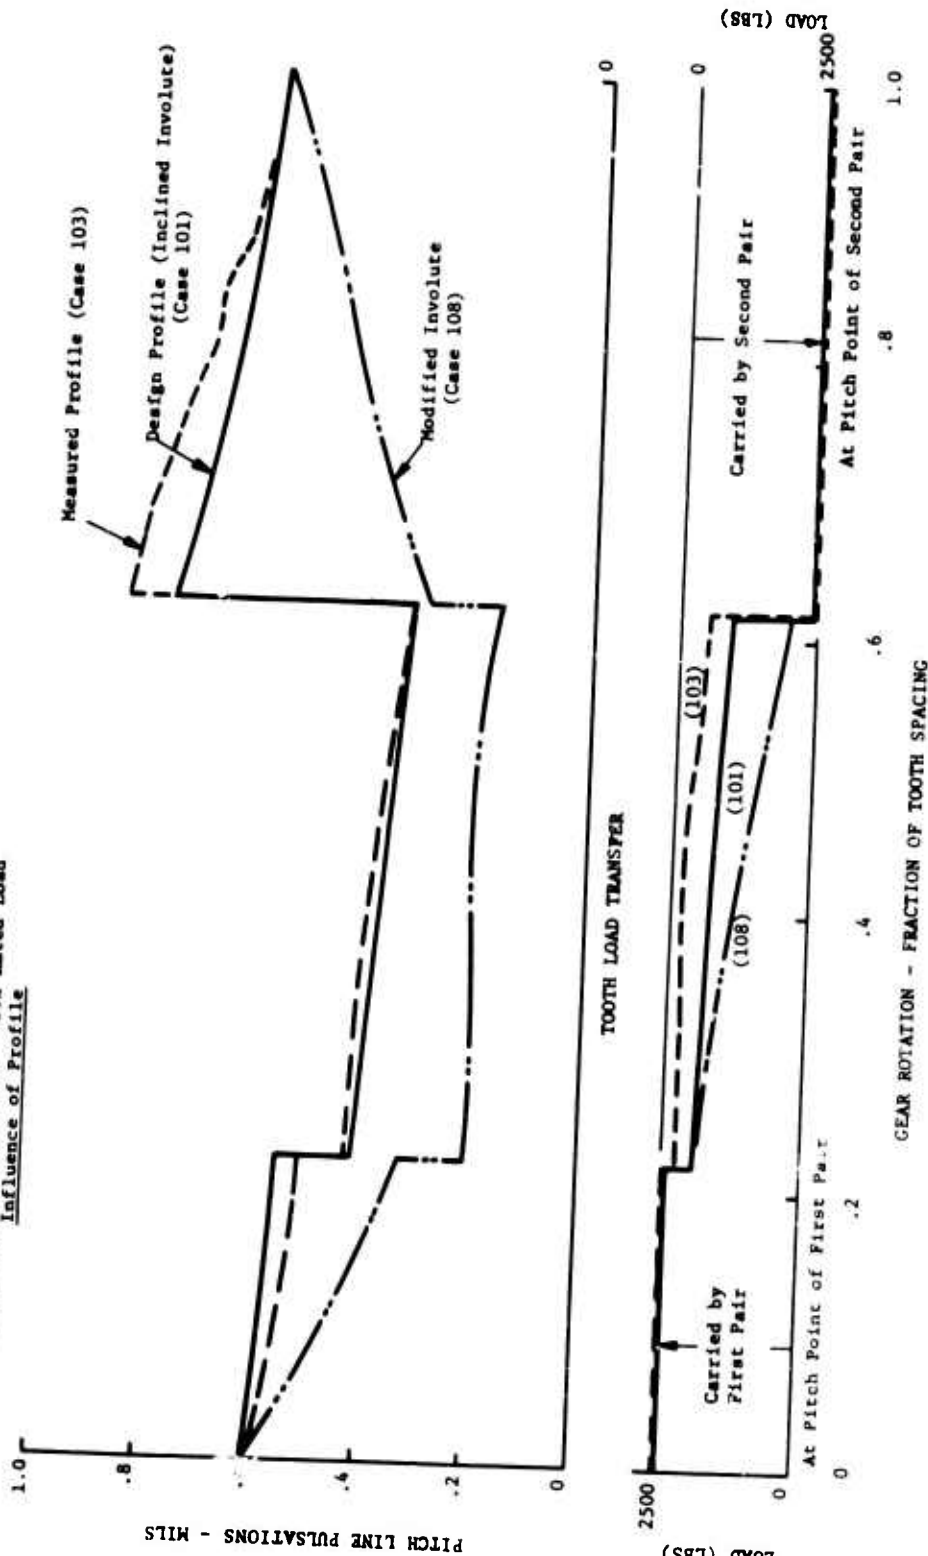 Influence of Profile
PITCH LINE PULSATIONS - MILS
1.0
.8
.4
.2
0
Measured Profile (Case 103)
Design Profile (Inclined Involute)
(Case 101)
Modified Involute
(Case 108)
0
TOOTH LOAD TRANSFER
LOAD (LBS)
2500
0
Carried by
First Pair
At Pitch Point of First Pair
(108)
(101)
(103)
Carried by Second Pair
At Pitch Point of Second Pair
0
2500
LOAD (LBS)
0
.2
.4
.6
.8
1.0
GEAR ROTATION - FRACTION OF TOOTH SPACING